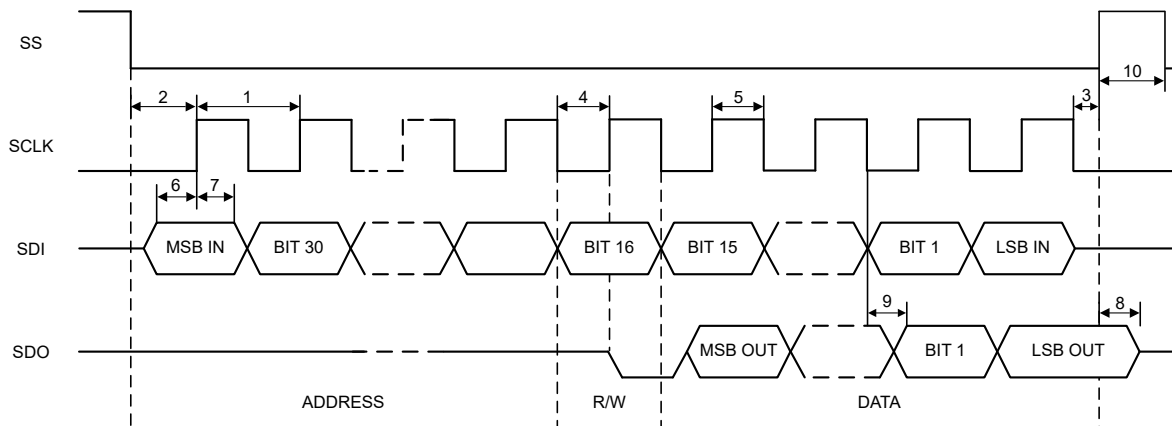 SS
10
2
1
4
5
3
SCLK
6
7
SDI
MSB IN
BIT 30
BIT 16
BIT 15
BIT 1
LSB IN
9
8
SDO
MSB OUT
BIT 1
LSB OUT
ADDRESS
R/W
DATA